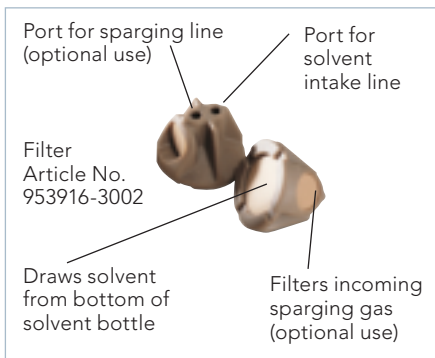 Port for sparging line
(optional use)
Port for
solvent
intake line
Filter
Article No.
953916-3002
Draws solvent
from bottom of
solvent bottle
Filters incoming
sparging gas
(optional use)